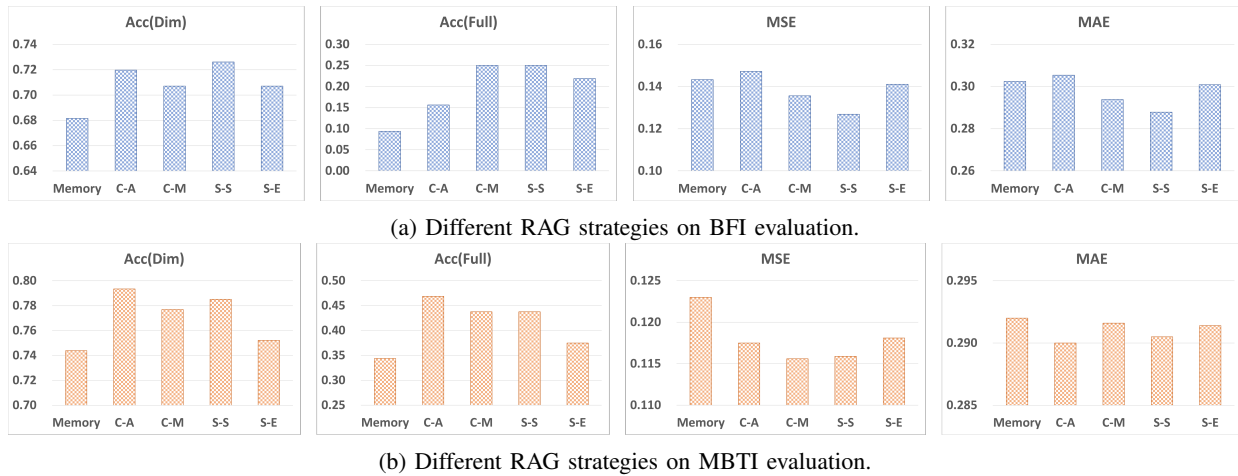 Acc(Dim)
0.74
0.72
0.70
0.68
0.66
0.64
Memory C-A C-M S-S S-E
Acc(Full)
0.30
0.25
0.20
0.15
0.10
0.05
0.00
Memory C-A C-M S-S S-E
MSE
0.16
0.14
0.12
0.10
Memory C-A C-M S-S S-E
MAE
0.32
0.30
0.28
0.26
Memory C-A C-M S-S S-E
(a) Different RAG strategies on BFI evaluation.
Acc(Dim)
0.80
0.78
0.76
0.74
0.72
0.70
Memory C-A C-M S-S S-E
Acc(Full)
0.50
0.45
0.40
0.35
0.30
0.25
Memory C-A C-M S-S S-E
MSE
0.125
0.120
0.115
0.110
Memory C-A C-M S-S S-E
MAE
0.295
0.290
0.285
Memory C-A C-M S-S S-E
(b) Different RAG strategies on MBTI evaluation.